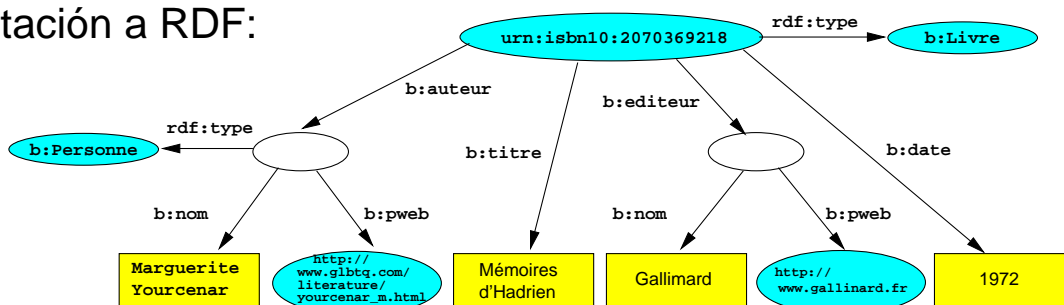 tación a RDF:
urn:isbn10:2070369218
rdf:type
b:Livre
b:auteur
b:editeur
rdf:type
b:Personne
b:titre
b:date
b:nom
b:pweb
b:nom
b:pweb
Marguerite
Yourcenar
http://
www.glbtq.com/
literature/
yourcenar_m.html
Mémoires
d'Hadrien
Gallimard
http://
www.gallinard.fr
1972